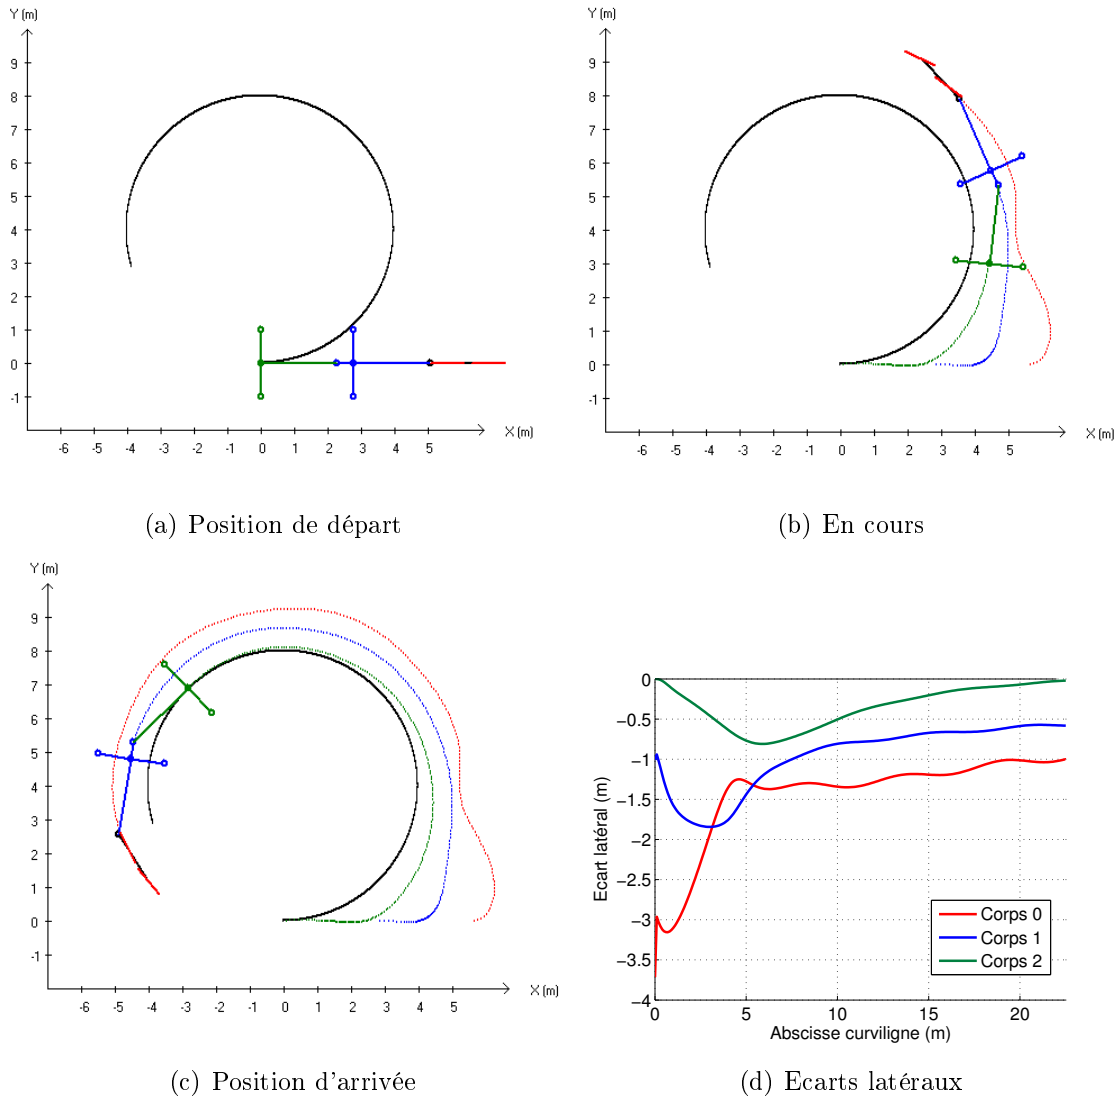 Y (m)
9
8
7
6
5
4
3
2
1
0
-1
-6 -5 -4 -3 -2 -1 0 1 2 3 4 5
X (m)
(a) Position de départ
Y (m)
9
8
7
6
5
4
3
2
1
0
-1
-6 -5 -4 -3 -2 -1 0 1 2 3 4 5
X (m)
(b) En cours
Y (m)
9
8
7
6
5
4
3
2
1
0
-1
-6 -5 -4 -3 -2 -1 0 1 2 3 4 5
X (m)
(c) Position d'arrivée
0
−0.5
−1
−1.5
−2
−2.5
−3
−3.5
−4
Ecart latéral (m)
Corps 0
Corps 1
Corps 2
0 5 10 15 20
Abscisse curviligne (m)
(d) Ecarts latéraux